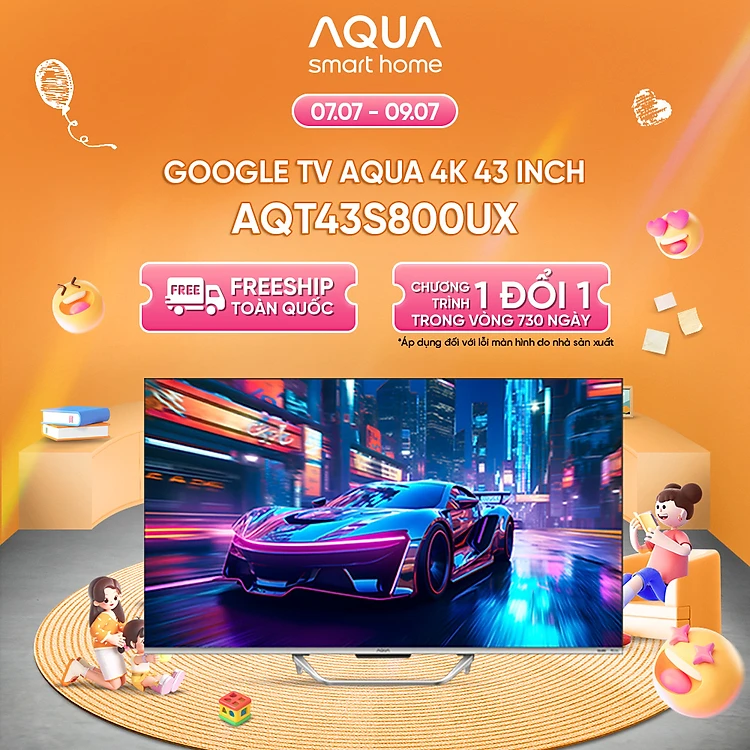 AQUA
smart home
07.07 - 09.07
GOOGLE TV AQUA 4K 43 INCH
AQT43S800UX
FREE
FREESHIP
TOÀN QUỐC
CHƯƠNG
TRÌNH
1 ĐỔI 1
TRONG VÒNG 730 NGÀY
*Áp dụng đối với lỗi màn hình do nhà sản xuất
AQUA